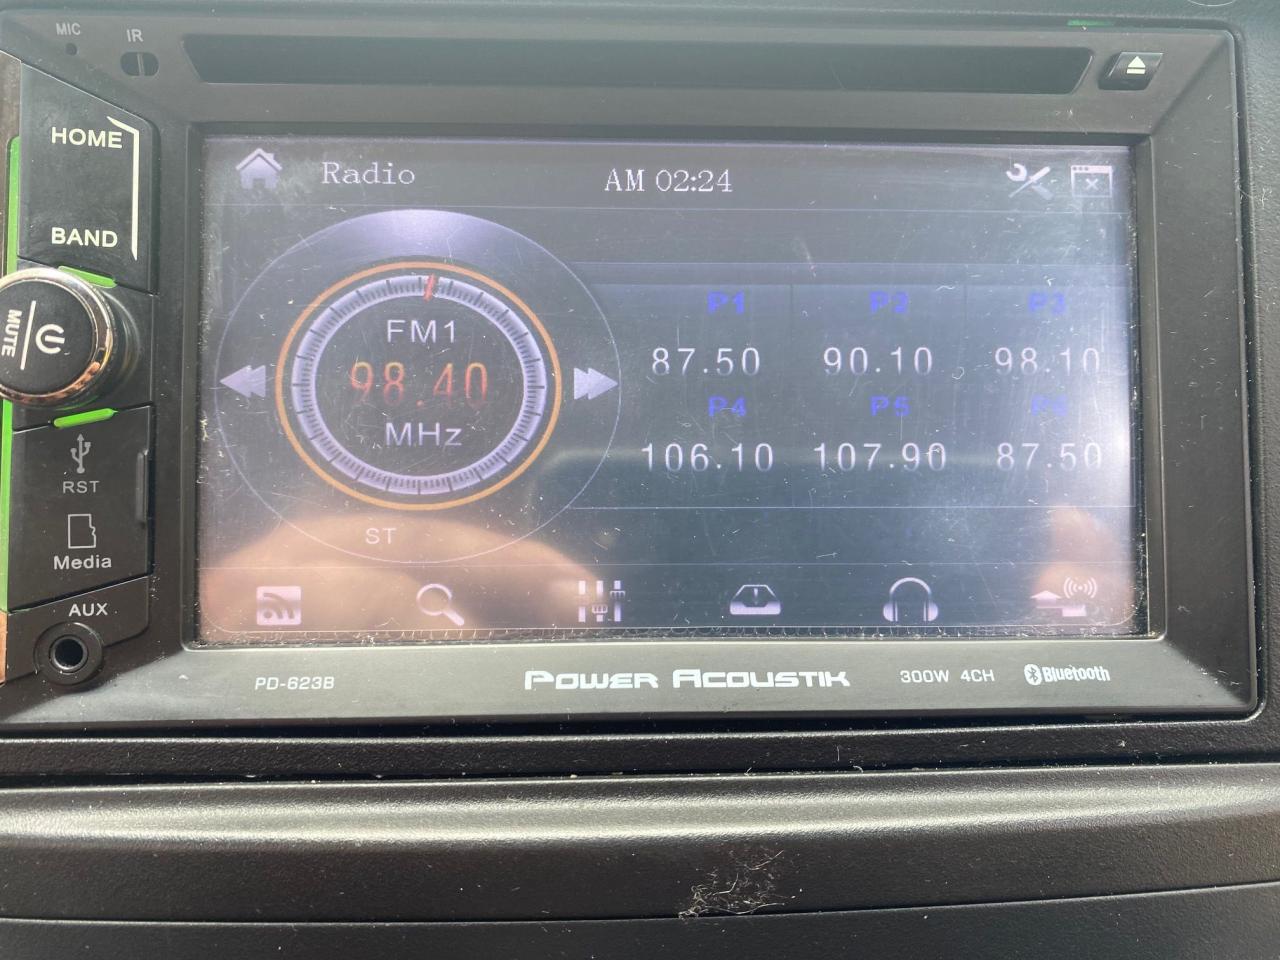 MIC
IR
HOME
BAND
MUTE
RST
Media
AUX
Radio
AM 02:24
FM1
98.40
MHz
ST
P1 P2 P3
87.50 90.10 98.10
P4 P5 P6
106.10 107.90 87.50
PD-623B
POWER ACOUSTIK
300W 4CH
Bluetooth